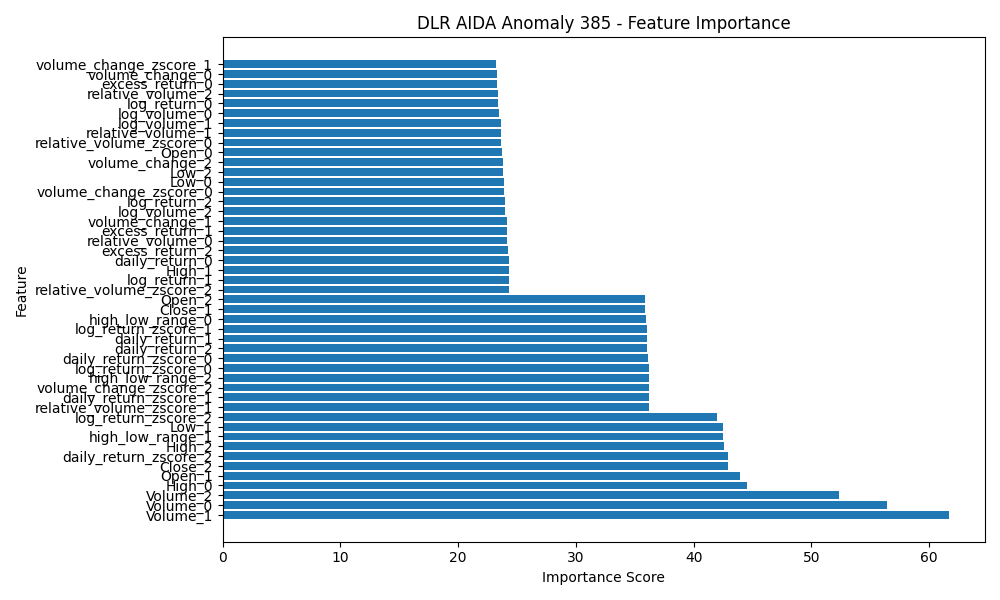 DLR AIDA Anomaly 385 - Feature Importance
volume_change_zscore_1
volume_change_0
excess_return_0
relative_volume_2
log_return_0
log_volume_0
log_volume_1
relative_volume_1
relative_volume_zscore_0
Open_0
volume_change_2
Low_2
Low_0
volume_change_zscore_0
log_return_2
log_volume_2
volume_change_1
excess_return_1
relative_volume_0
excess_return_2
daily_return_0
High_1
log_return_1
relative_volume_zscore_2
Open_2
Close_1
high_low_range_0
log_return_zscore_1
daily_return_1
daily_return_2
daily_return_zscore_0
log_return_zscore_0
high_low_range_2
volume_change_zscore_2
daily_return_zscore_1
relative_volume_zscore_1
log_return_zscore_2
Low_1
high_low_range_1
High_2
daily_return_zscore_2
Close_2
Open_1
High_0
Volume_2
Volume_0
Volume_1
Feature
0 10 20 30 40 50 60
Importance Score